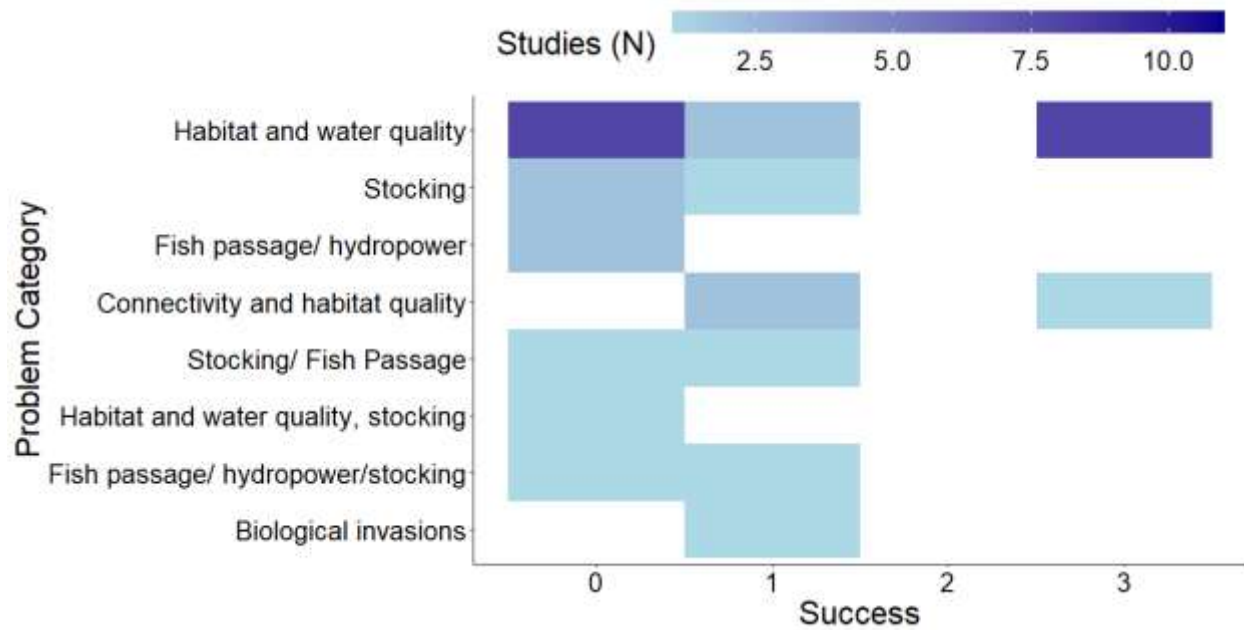 Studies (N)
2.5 5.0 7.5 10.0
Problem Category
Habitat and water quality
Stocking
Fish passage/ hydropower
Connectivity and habitat quality
Stocking/ Fish Passage
Habitat and water quality, stocking
Fish passage/ hydropower/stocking
Biological invasions
0 1 2 3
Success